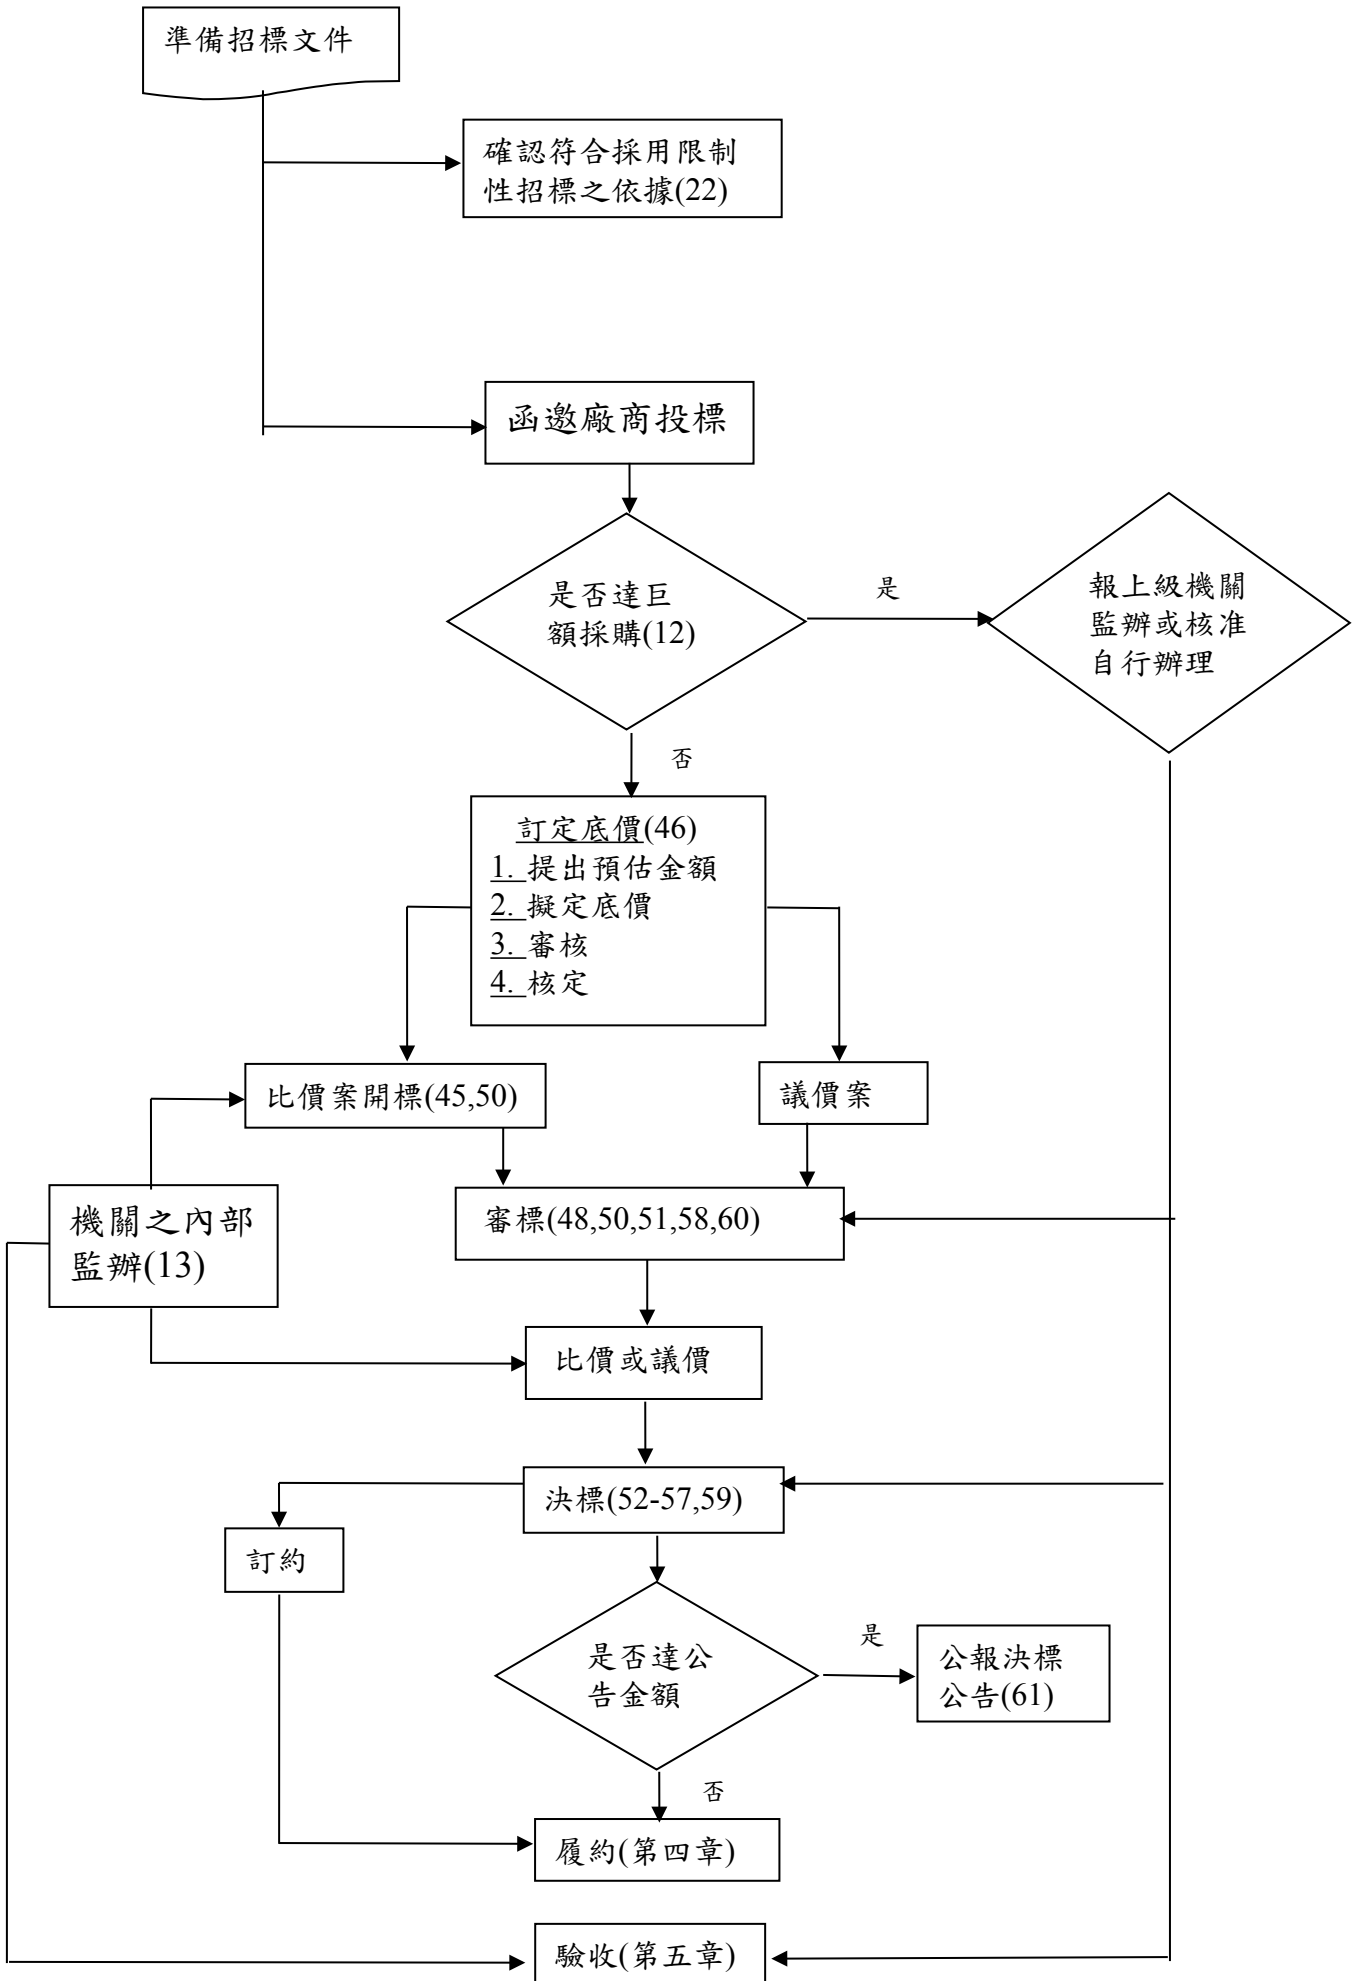 準備招標文件
確認符合採用限制
性招標之依據(22)
函邀廠商投標
是否達巨
額採購(12)
是
報上級機關
監辦或核准
自行辦理
否
訂定底價(46)
1. 提出預估金額
2. 擬定底價
3. 審核
4. 核定
比價案開標(45,50)
議價案
審標(48,50,51,58,60)
機關之內部
監辦(13)
比價或議價
決標(52-57,59)
訂約
是否達公
告金額
是
公報決標
公告(61)
否
履約(第四章)
驗收(第五章)